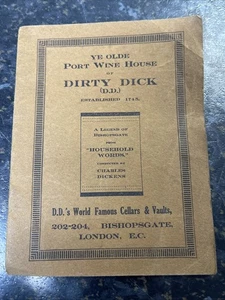 YE OLDE
PORT WINE HOUSE
OF
DIRTY DICK
(D.D.)
ESTABLISHED 1745.
A LEGEND OF
BISHOPSGATE
FROM
"HOUSEHOLD
WORDS,"
CONDUCTED BY
CHARLES
DICKENS
D.D.'s World Famous Cellars & Vaults,
202-204, BISHOPSGATE,
LONDON, E.C.